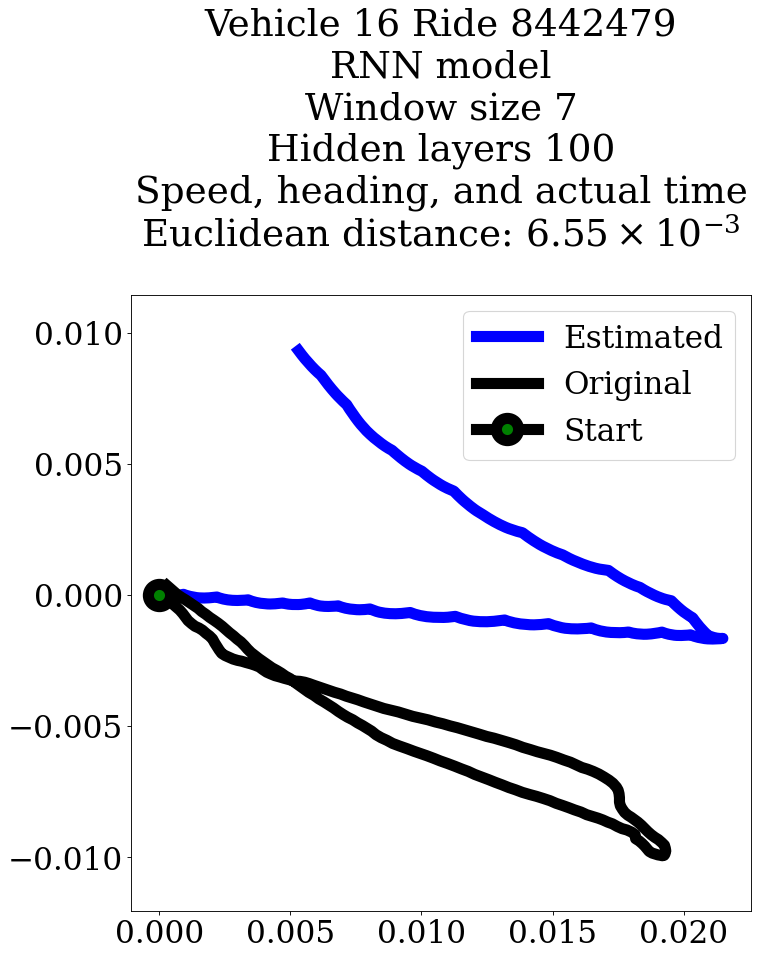 Vehicle 16 Ride 8442479
RNN model
Window size 7
Hidden layers 100
Speed, heading, and actual time
Euclidean distance: 6.55 × 10⁻³
Estimated
Original
Start
0.010
0.005
0.000
−0.005
−0.010
0.000 0.005 0.010 0.015 0.020